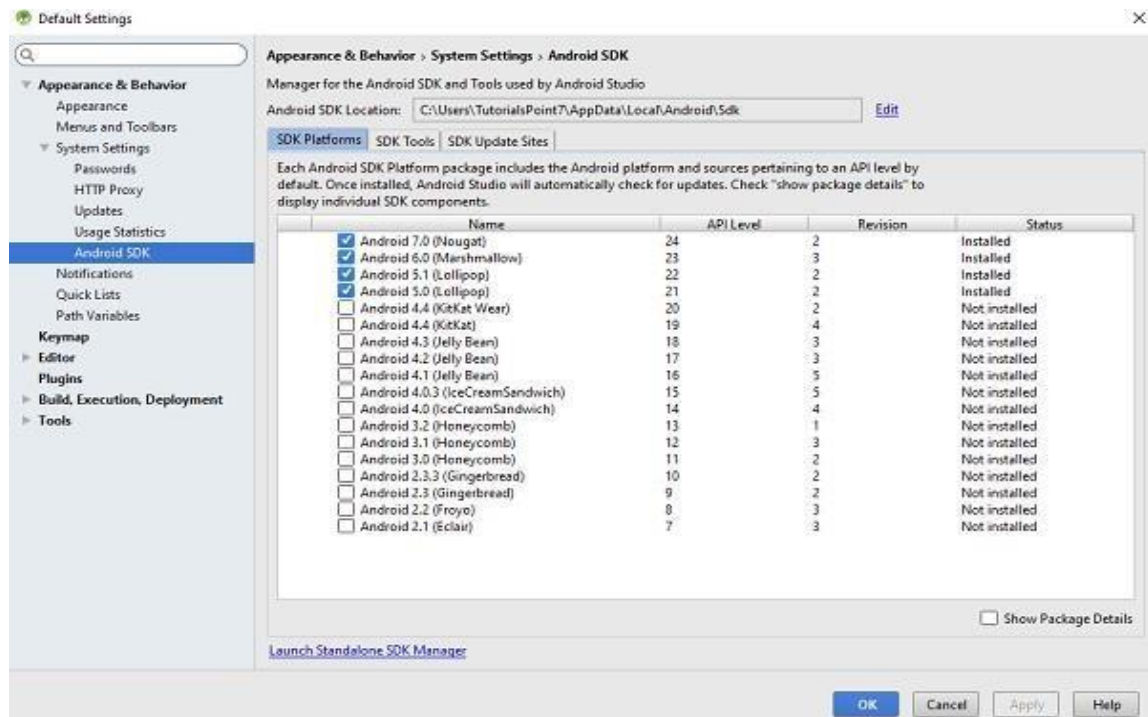 Default Settings
Appearance & Behavior
Appearance
Menus and Toolbars
System Settings
Passwords
HTTP Proxy
Updates
Usage Statistics
Android SDK
Notifications
Quick Lists
Path Variables
Keymap
Editor
Plugins
Build, Execution, Deployment
Tools
Appearance & Behavior › System Settings › Android SDK
Manager for the Android SDK and Tools used by Android Studio
Android SDK Location: C:\Users\TutorialsPoint7\AppData\Local\Android\Sdk Edit
SDK Platforms SDK Tools SDK Update Sites
Each Android SDK Platform package includes the Android platform and sources pertaining to an API level by
default. Once installed, Android Studio will automatically check for updates. Check "show package details" to
display individual SDK components.
Name API Level Revision Status
Android 7.0 (Nougat) 24 2 Installed
Android 6.0 (Marshmallow) 23 3 Installed
Android 5.1 (Lollipop) 22 2 Installed
Android 5.0 (Lollipop) 21 2 Installed
Android 4.4 (KitKat Wear) 20 2 Not installed
Android 4.4 (KitKat) 19 4 Not installed
Android 4.3 (Jelly Bean) 18 3 Not installed
Android 4.2 (Jelly Bean) 17 3 Not installed
Android 4.1 (Jelly Bean) 16 5 Not installed
Android 4.0.3 (IceCreamSandwich) 15 5 Not installed
Android 4.0 (IceCreamSandwich) 14 4 Not installed
Android 3.2 (Honeycomb) 13 1 Not installed
Android 3.1 (Honeycomb) 12 3 Not installed
Android 3.0 (Honeycomb) 11 2 Not installed
Android 2.3.3 (Gingerbread) 10 2 Not installed
Android 2.3 (Gingerbread) 9 2 Not installed
Android 2.2 (Froyo) 8 3 Not installed
Android 2.1 (Eclair) 7 3 Not installed
Show Package Details
Launch Standalone SDK Manager
OK Cancel Apply Help